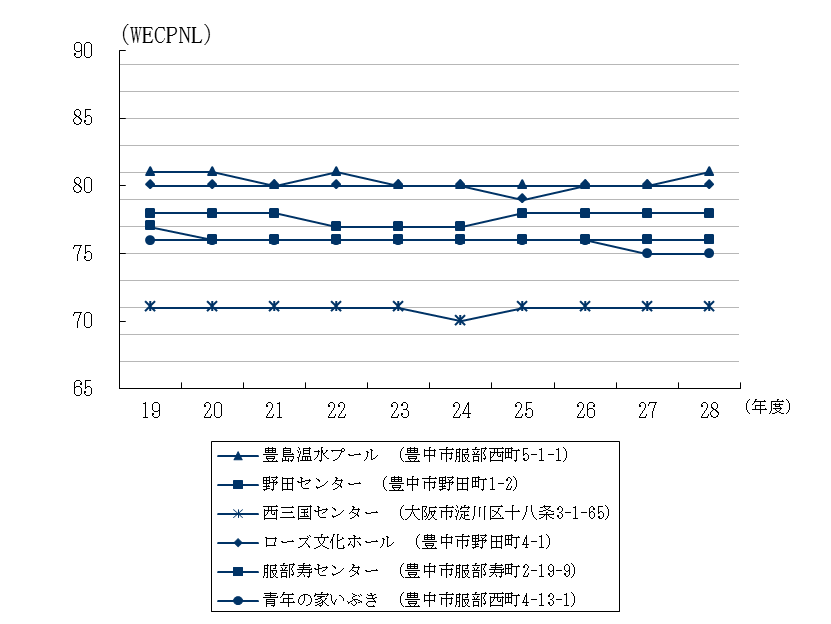 (WECPNL)
90
85
80
75
70
65
19 20 21 22 23 24 25 26 27 28 (年度)
豊島温水プール (豊中市服部西町5-1-1)
野田センター (豊中市野田町1-2)
西三国センター (大阪市淀川区十八条3-1-65)
ローズ文化ホール (豊中市野田町4-1)
服部寿センター (豊中市服部寿町2-19-9)
青年の家いぶき (豊中市服部西町4-13-1)